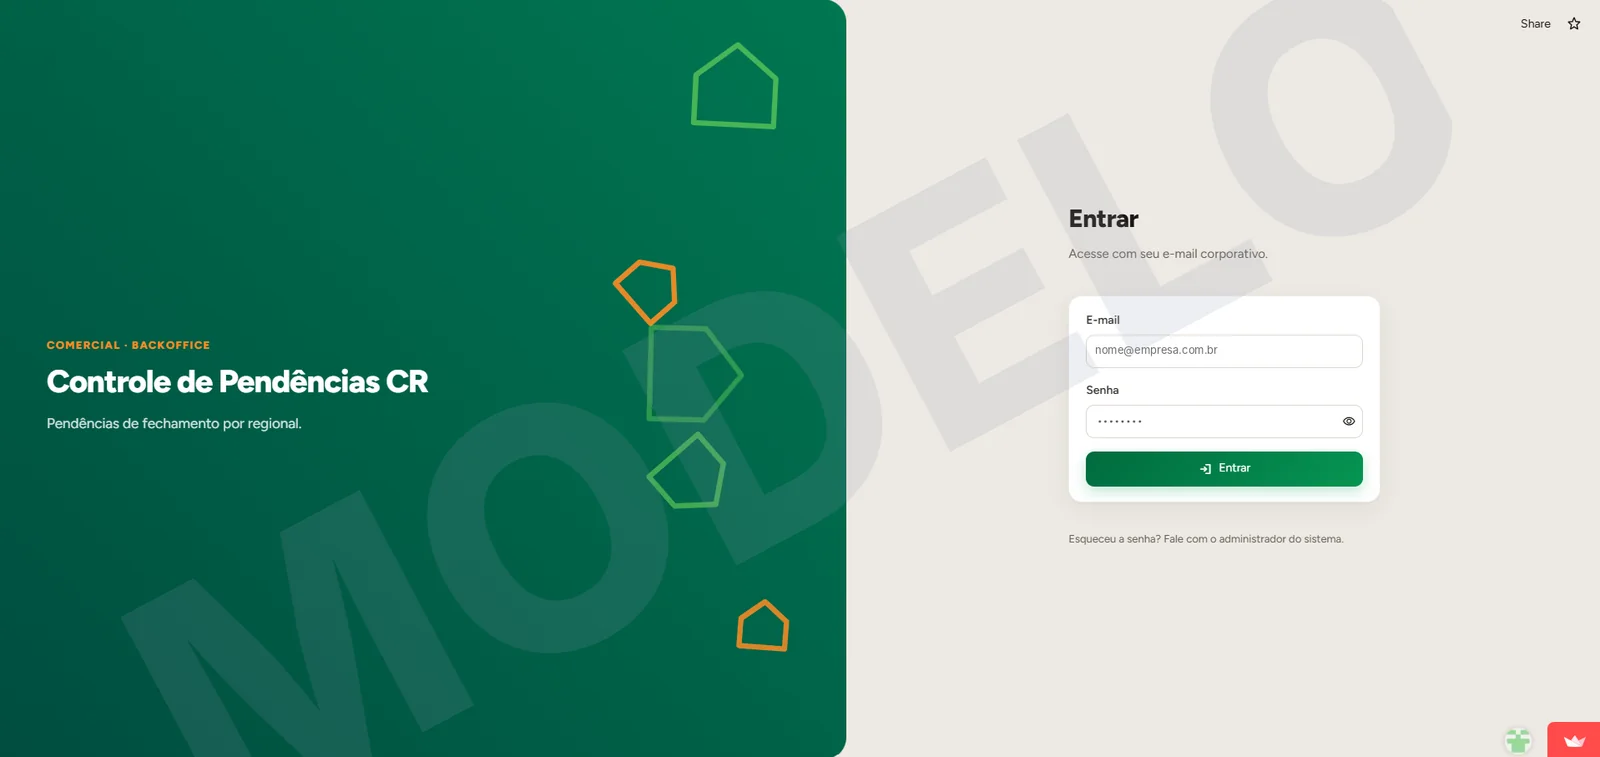 Share
COMERCIAL · BACKOFFICE
Controle de Pendências CR
Pendências de fechamento por regional.
MODELO
Entrar
Acesse com seu e-mail corporativo.
E-mail
nome@empresa.com.br
Senha
••••••••
Entrar
Esqueceu a senha? Fale com o administrador do sistema.